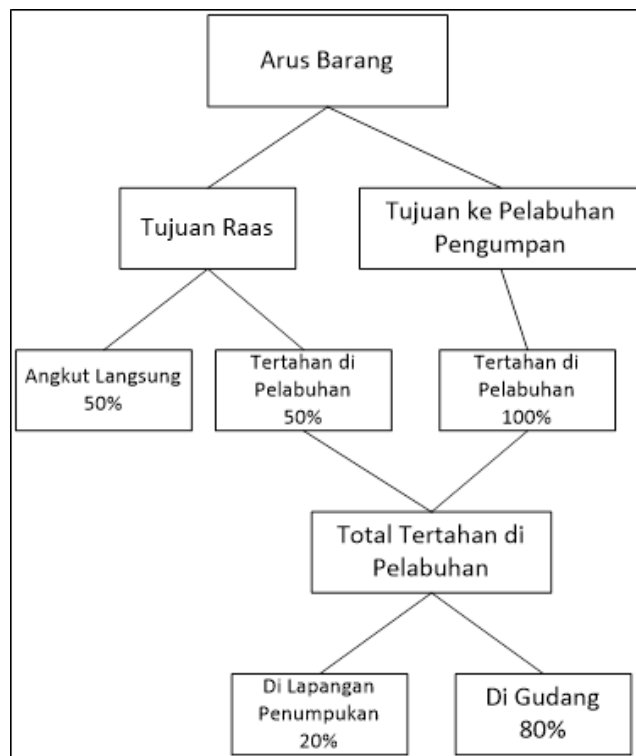 Arus Barang
Tujuan Raas
Tujuan ke Pelabuhan
Pengumpan
Angkut Langsung
50%
Tertahan di
Pelabuhan
50%
Tertahan di
Pelabuhan
100%
Total Tertahan di
Pelabuhan
Di Lapangan
Penumpukan
20%
Di Gudang
80%